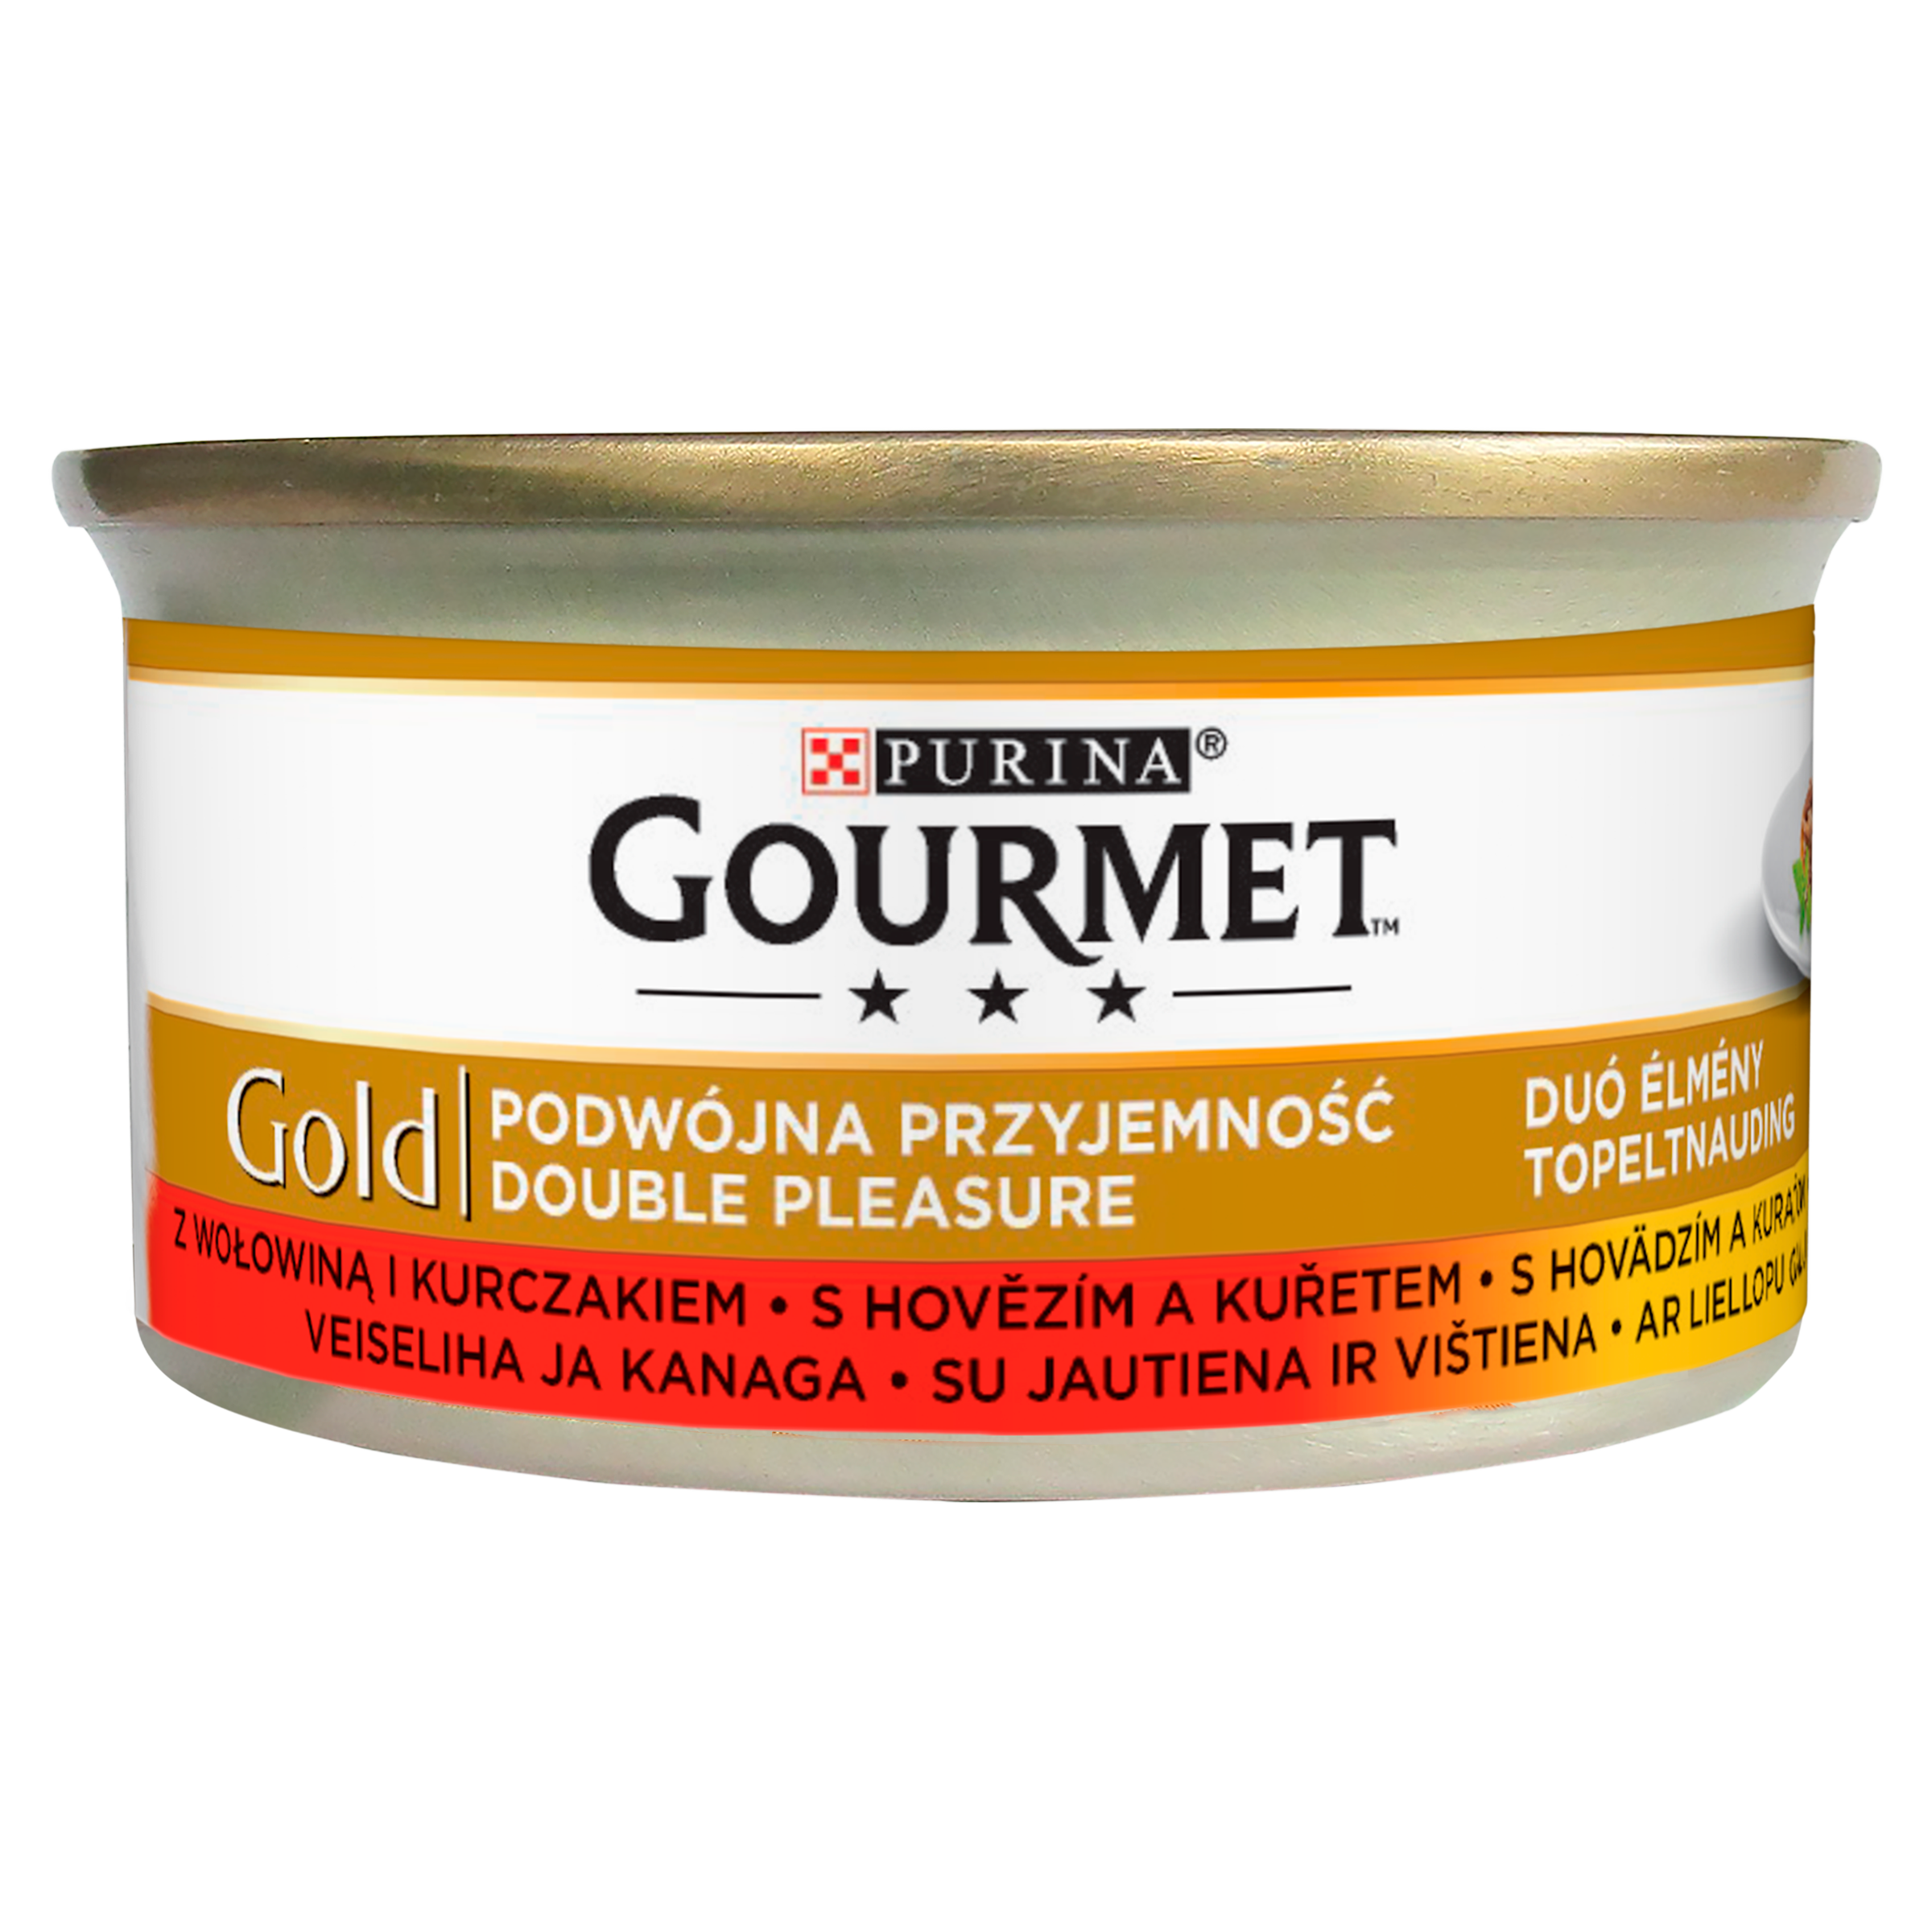 PURINA®
GOURMET™
Gold
PODWÓJNA PRZYJEMNOŚĆ
DOUBLE PLEASURE
DUÓ ÉLMÉNY
TOPELTNAUDING
Z WOŁOWINĄ I KURCZAKIEM • S HOVĚZÍM A KUŘETEM • S HOVÄDZÍM A
VEISELIHA JA KANAGA • SU JAUTIENA IR VIŠTIENA • AR LIELLOPU